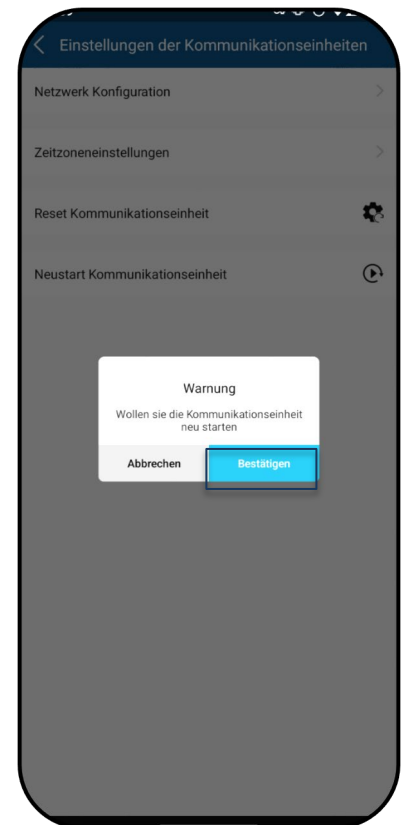 Einstellungen der Kommunikationseinheiten
Netzwerk Konfiguration
Zeitzoneneinstellungen
Reset Kommunikationseinheit
Neustart Kommunikationseinheit
Warnung
Wollen sie die Kommunikationseinheit
neu starten
Abbrechen Bestätigen